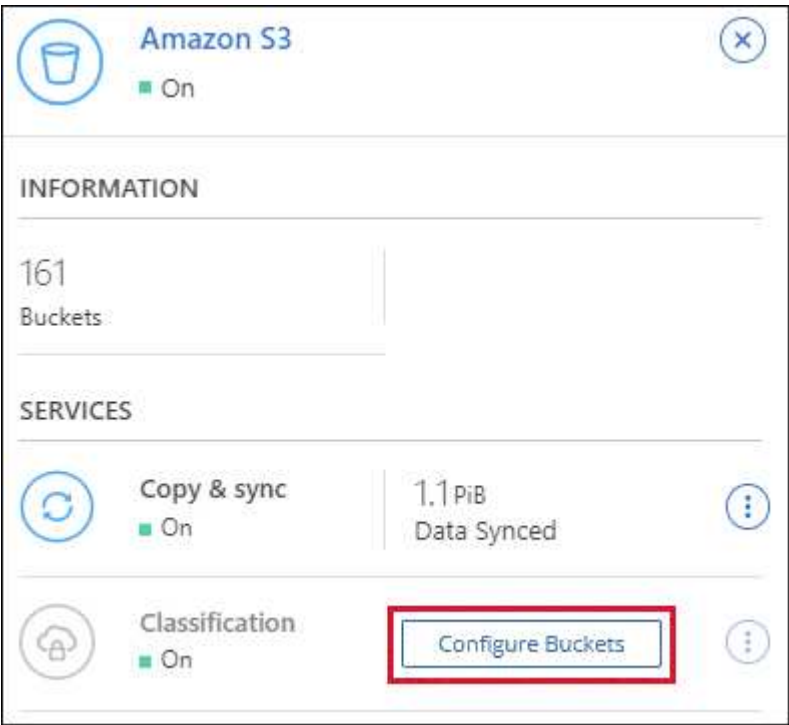 Amazon S3
On
INFORMATION
161
Buckets
SERVICES
Copy & sync
On
1.1 PiB
Data Synced
Classification
On
Configure Buckets